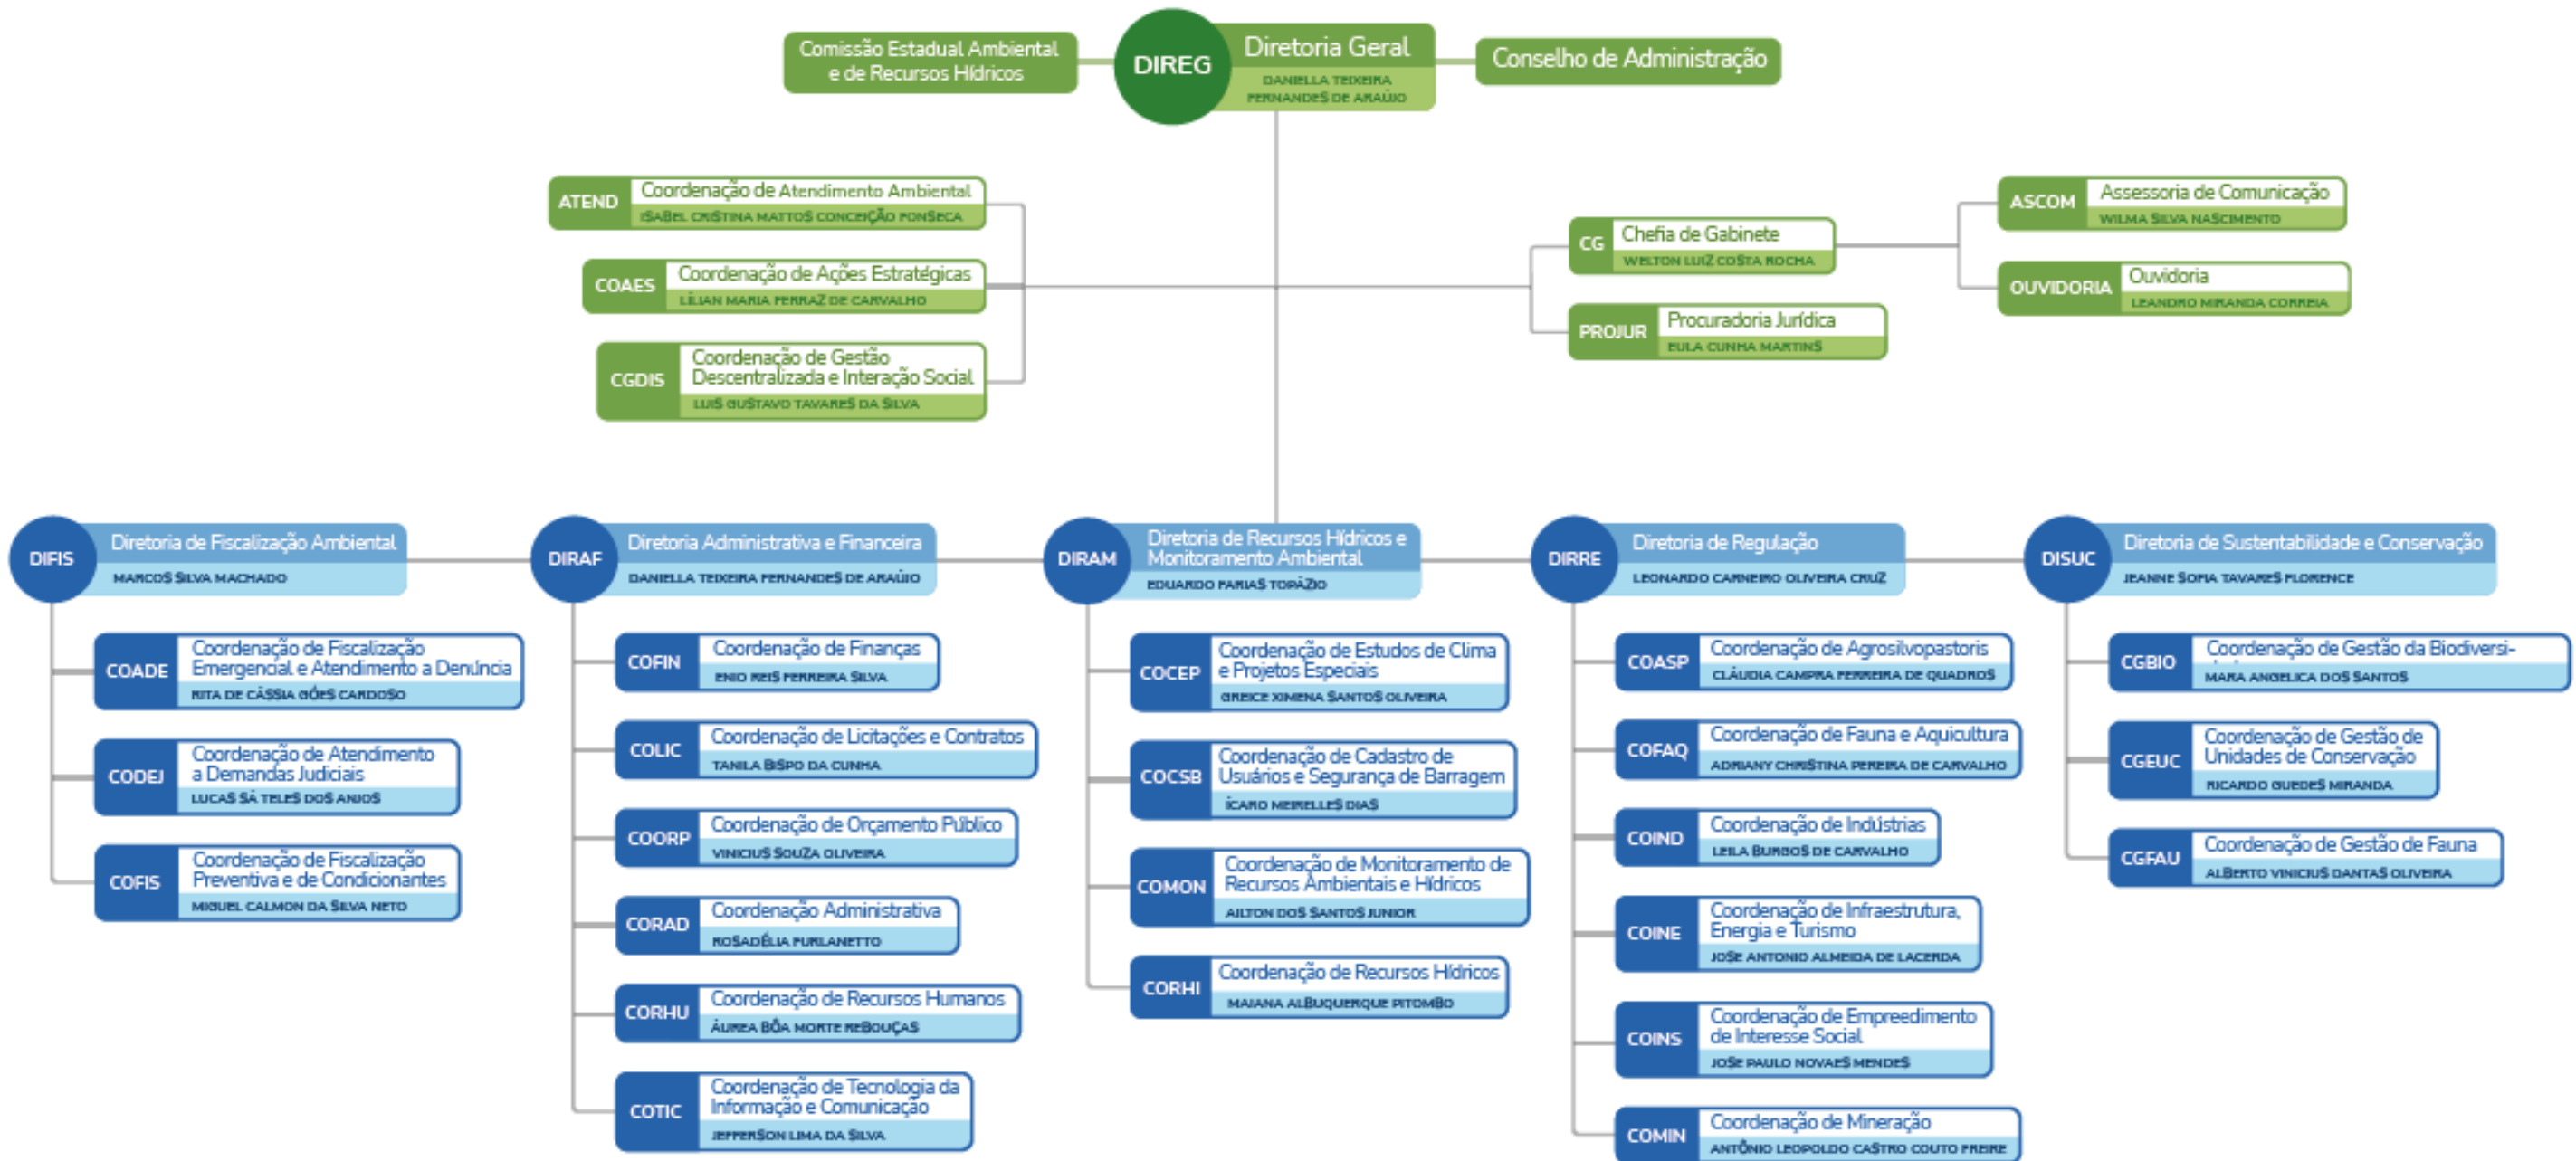 Comissão Estadual Ambiental
e de Recursos Hídricos
DIREG
Diretoria Geral
DANIELLA TEIXEIRA
FERNANDES DE ARAÚJO
Conselho de Administração
ATEND
Coordenação de Atendimento Ambiental
ISABEL CRISTINA MATTOS CONCEIÇÃO FONSECA
COAES
Coordenação de Ações Estratégicas
LÍLIAN MARIA FERRAZ DE CARVALHO
CGDIS
Coordenação de Gestão
Descentralizada e Interação Social
LUIS GUSTAVO TAVARES DA SILVA
CG
Chefia de Gabinete
WELTON LUIZ COSTA ROCHA
PROJUR
Procuradoria Jurídica
EULA CUNHA MARTINS
ASCOM
Assessoria de Comunicação
WILMA SILVA NASCIMENTO
OUVIDORIA
Ouvidoria
LEANDRO MIRANDA CORREIA
DIFIS
Diretoria de Fiscalização Ambiental
MARCOS SILVA MACHADO
COADE
Coordenação de Fiscalização
Emergencial e Atendimento a Denúncia
RITA DE CÁSSIA GÓES CARDOSO
CODEJ
Coordenação de Atendimento
a Demandas Judiciais
LUCAS SÁ TELES DOS ANJOS
COFIS
Coordenação de Fiscalização
Preventiva e de Condicionantes
MIGUEL CALMON DA SILVA NETO
DIRAF
Diretoria Administrativa e Financeira
DANIELLA TEIXEIRA FERNANDES DE ARAÚJO
COFIN
Coordenação de Finanças
ENIO REIS FERREIRA SILVA
COLIC
Coordenação de Licitações e Contratos
TANILA BISPO DA CUNHA
COORP
Coordenação de Orçamento Público
VINICIUS SOUZA OLIVEIRA
CORAD
Coordenação Administrativa
ROSADÉLIA FURLANETTO
CORHU
Coordenação de Recursos Humanos
ÁUREA BÔA MORTE REBOUÇAS
COTIC
Coordenação de Tecnologia da
Informação e Comunicação
JEFFERSON LIMA DA SILVA
DIRAM
Diretoria de Recursos Hídricos e
Monitoramento Ambiental
EDUARDO FARIAS TOPÁZIO
COCEP
Coordenação de Estudos de Clima
e Projetos Especiais
GREICE XIMENA SANTOS OLIVEIRA
COCSB
Coordenação de Cadastro de
Usuários e Segurança de Barragem
ÍCARO MEIRELLES DIAS
COMON
Coordenação de Monitoramento de
Recursos Ambientais e Hídricos
AILTON DOS SANTOS JUNIOR
CORHI
Coordenação de Recursos Hídricos
MAIANA ALBUQUERQUE PITOMBO
DIRRE
Diretoria de Regulação
LEONARDO CARNEIRO OLIVEIRA CRUZ
COASP
Coordenação de Agrosilvopastoris
CLÁUDIA CAMPRA FERREIRA DE QUADROS
COFAQ
Coordenação de Fauna e Aquicultura
ADRIANY CHRISTINA PEREIRA DE CARVALHO
COIND
Coordenação de Indústrias
LEILA BURGOS DE CARVALHO
COINE
Coordenação de Infraestrutura,
Energia e Turismo
JOSE ANTONIO ALMEIDA DE LACERDA
COINS
Coordenação de Empreedimento
de Interesse Social
JOSE PAULO NOVAES MENDES
COMIN
Coordenação de Mineração
ANTÔNIO LEOPOLDO CASTRO COUTO FREIRE
DISUC
Diretoria de Sustentabilidade e Conservação
JEANNE SOFIA TAVARES FLORENCE
CGBIO
Coordenação de Gestão da Biodiversi-
MARA ANGELICA DOS SANTOS
CGEUC
Coordenação de Gestão de
Unidades de Conservação
RICARDO GUEDES MIRANDA
CGFAU
Coordenação de Gestão de Fauna
ALBERTO VINICIUS DANTAS OLIVEIRA